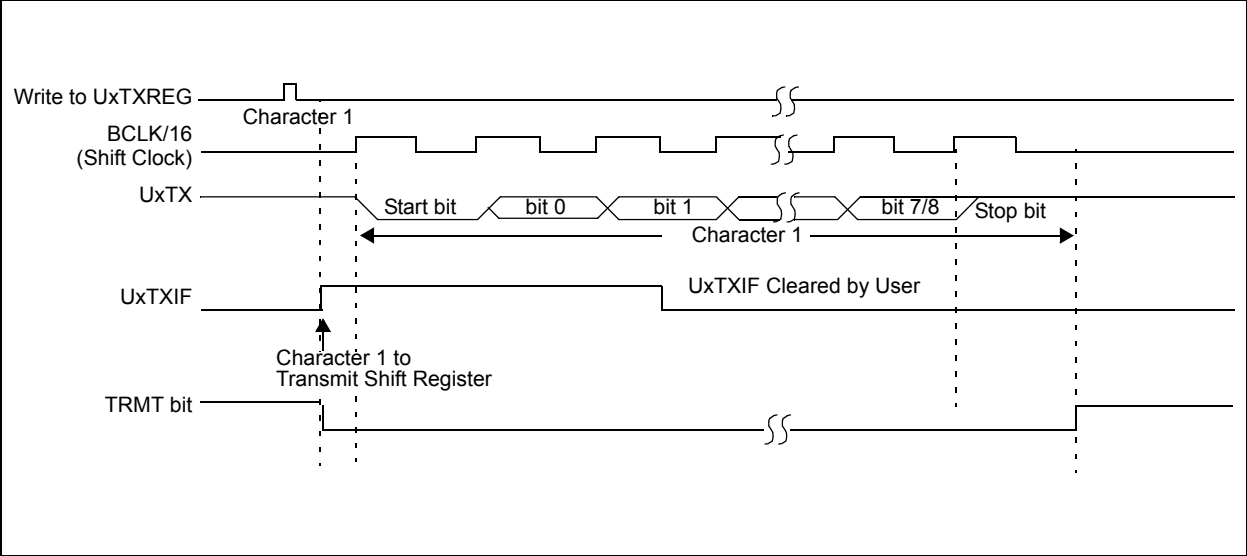 Write to UxTXREG
Character 1
BCLK/16
(Shift Clock)
UxTX
Start bit
bit 0
bit 1
bit 7/8
Stop bit
Character 1
UxTXIF
UxTXIF Cleared by User
Character 1 to
Transmit Shift Register
TRMT bit